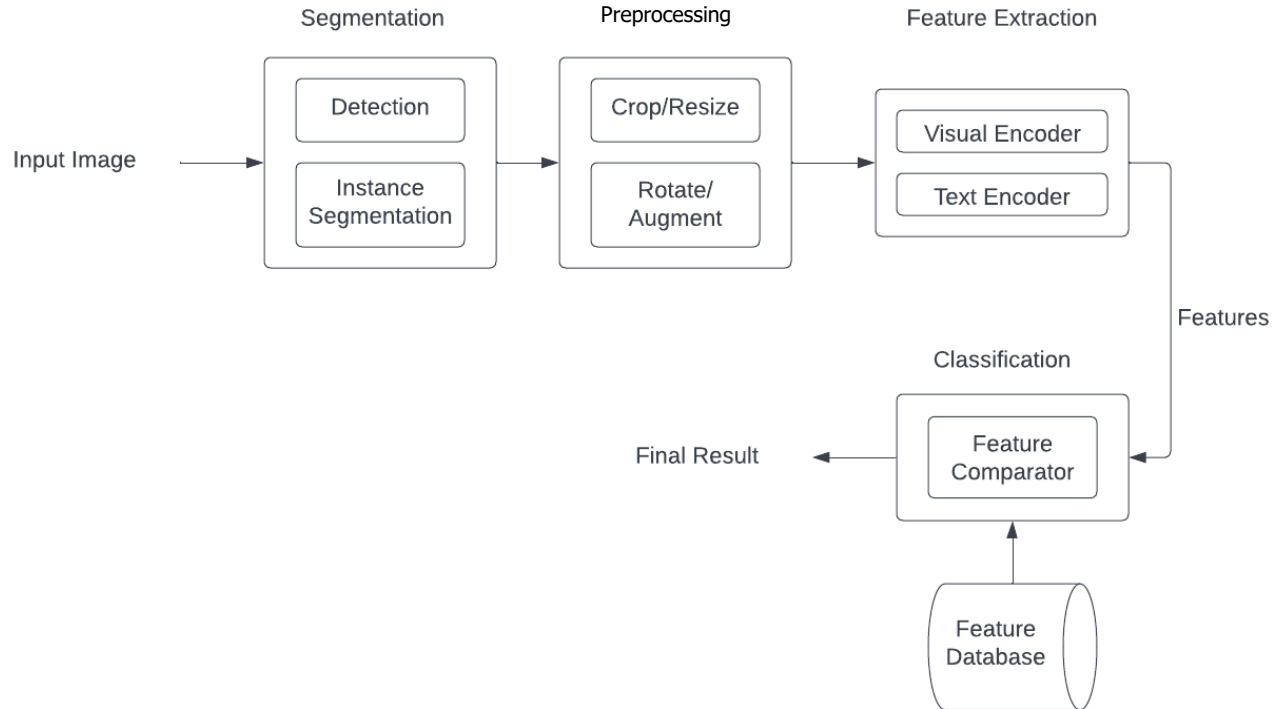 Segmentation
Preprocessing
Feature Extraction
Detection
Crop/Resize
Visual Encoder
Input Image
Instance
Segmentation
Rotate/
Augment
Text Encoder
Features
Classification
Final Result
Feature
Comparator
Feature
Database